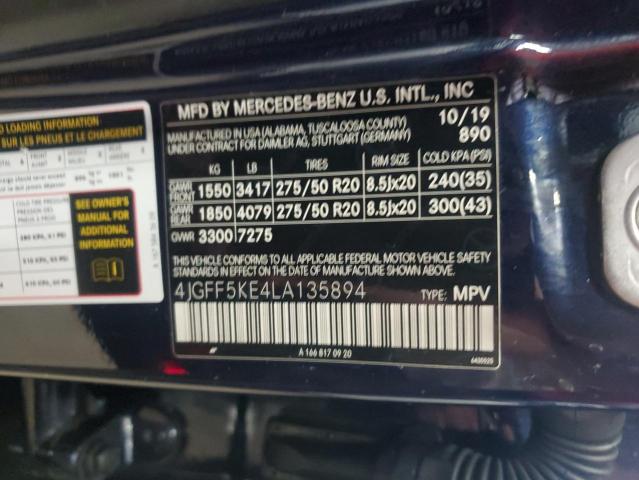 MFD BY MERCEDES-BENZ U.S. INTL., INC
MANUFACTURED IN USA (ALABAMA, TUSCALOOSA COUNTY) 10/19
UNDER CONTRACT FOR DAIMLER AG, STUTTGART (GERMANY) 890
KG LB TIRES RIM SIZE COLD KPA (PSI)
GAWR FRONT 1550 3417 275/50 R20 8.5Jx20 240(35)
GAWR REAR 1850 4079 275/50 R20 8.5Jx20 300(43)
GVWR 3300 7275
THIS VEHICLE CONFORMS TO ALL APPLICABLE FEDERAL MOTOR VEHICLE SAFETY
STANDARDS IN EFFECT ON THE DATE OF MANUFACTURE SHOWN ABOVE.
4JGFF5KE4LA135894 TYPE: MPV
A 166 817 09 20
LOADING INFORMATION
SUR LES PNEUS ET LE CHARGEMENT
SEE OWNER'S
MANUAL FOR
ADDITIONAL
INFORMATION